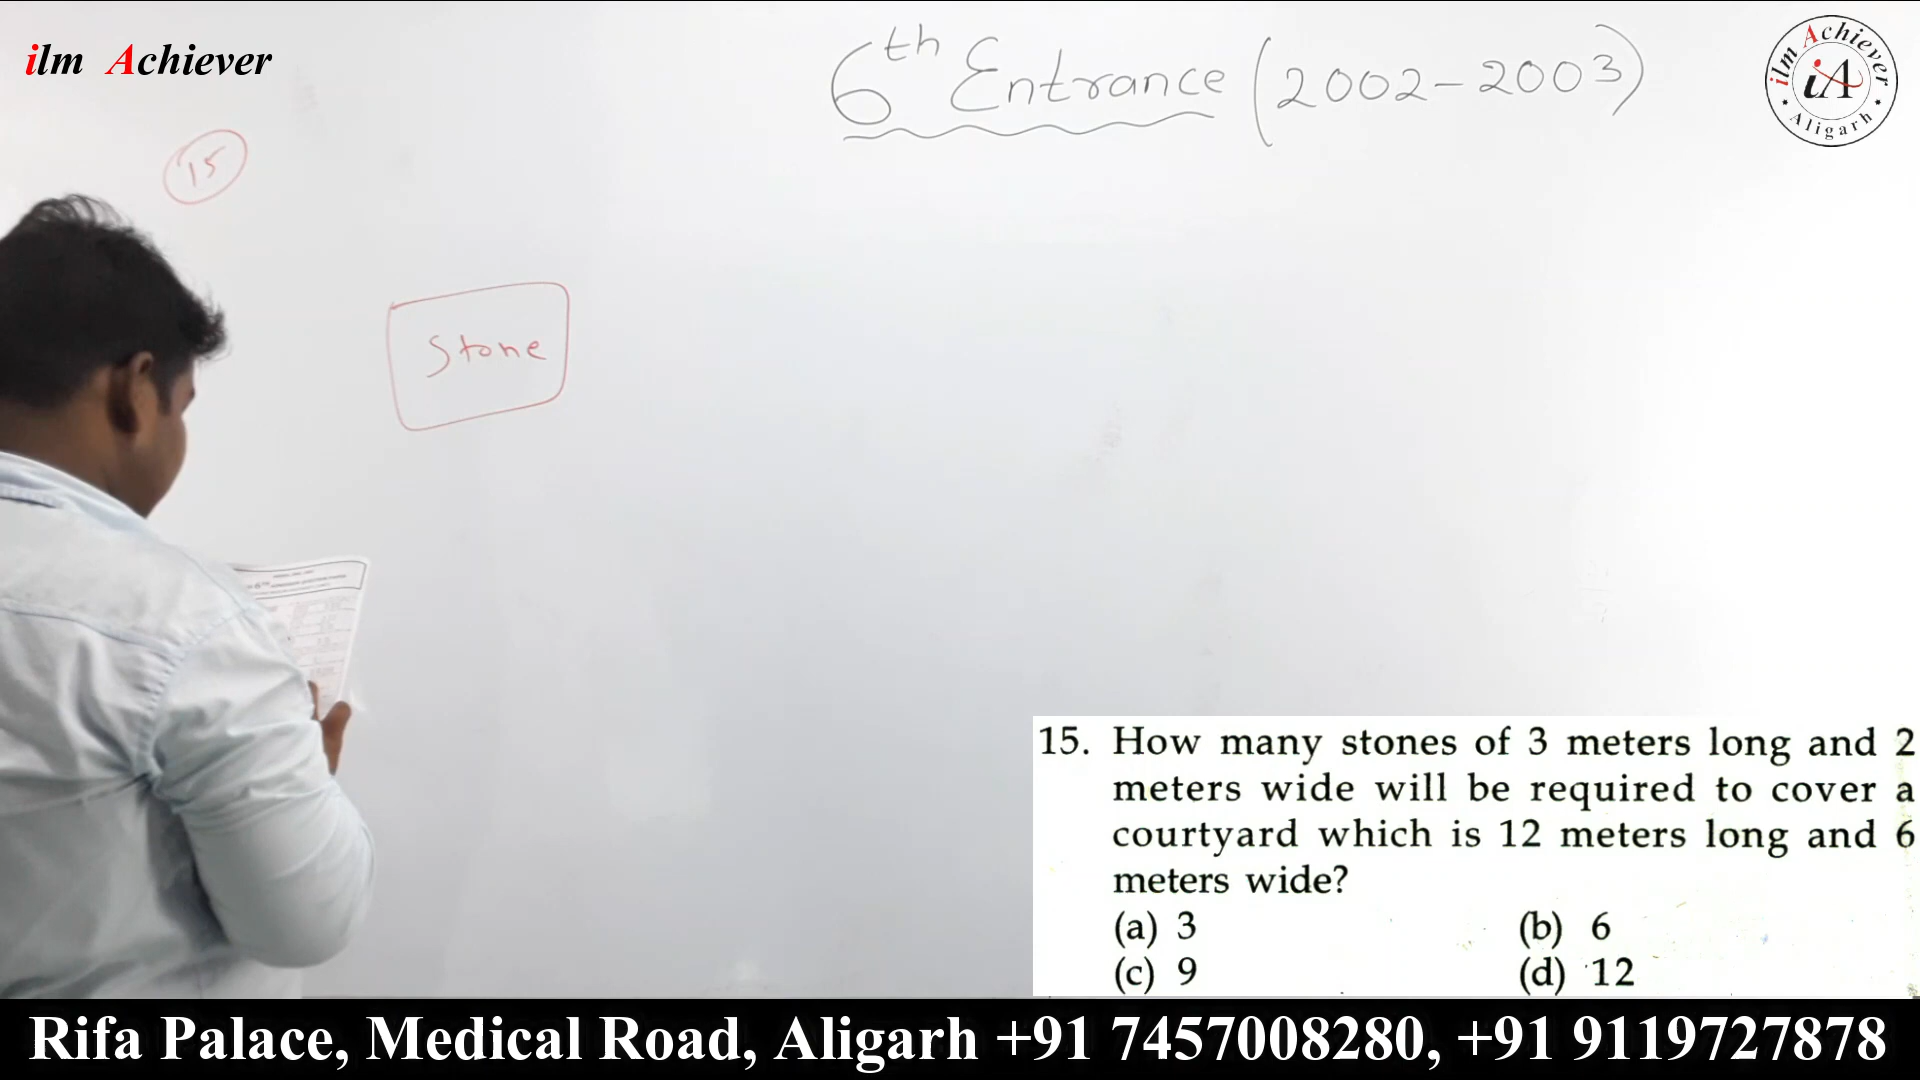 ilm Achiever
6th Entrance (2002-2003)
ilm Achiever
iA
Aligarh
15
Stone
15. How many stones of 3 meters long and 2
meters wide will be required to cover a
courtyard which is 12 meters long and 6
meters wide?
(a) 3 (b) 6
(c) 9 (d) 12
Rifa Palace, Medical Road, Aligarh +91 7457008280, +91 9119727878